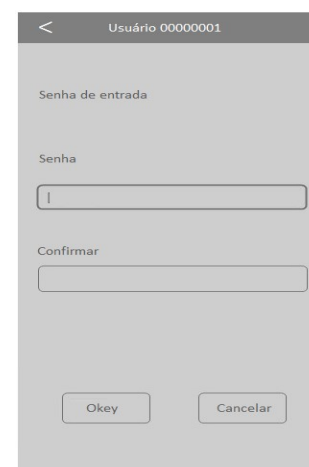 < Usuário 00000001
Senha de entrada
Senha
Confirmar
Okey Cancelar